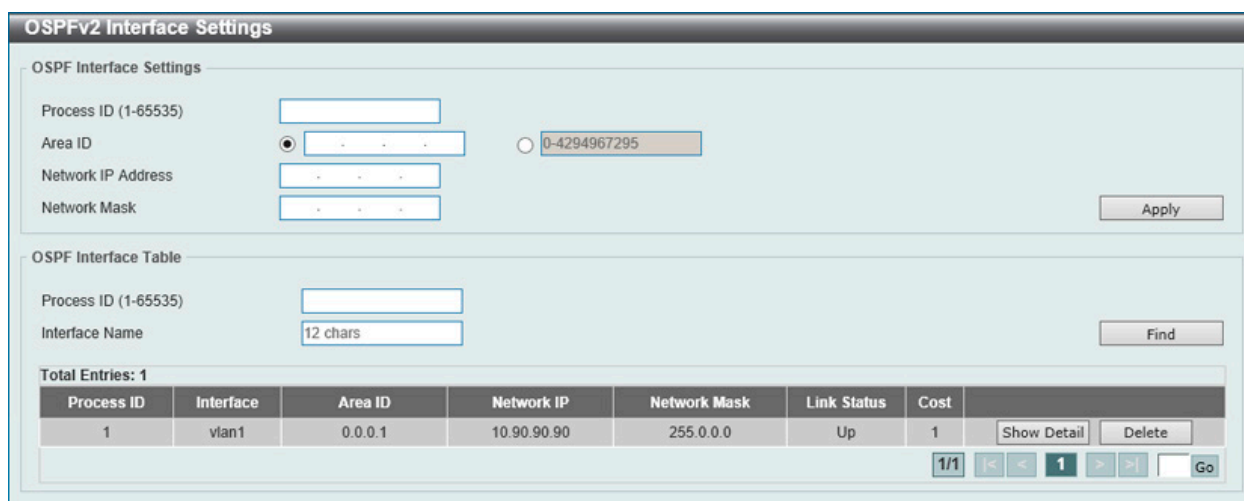 OSPFv2 Interface Settings
OSPF Interface Settings
Process ID (1-65535)
Area ID . . . 0-4294967295
Network IP Address . . .
Network Mask . . .
Apply
OSPF Interface Table
Process ID (1-65535)
Interface Name 12 chars
Find
Total Entries: 1
Process ID Interface Area ID Network IP Network Mask Link Status Cost
1 vlan1 0.0.0.1 10.90.90.90 255.0.0.0 Up 1 Show Detail Delete
1/1 |< < 1 > >| Go